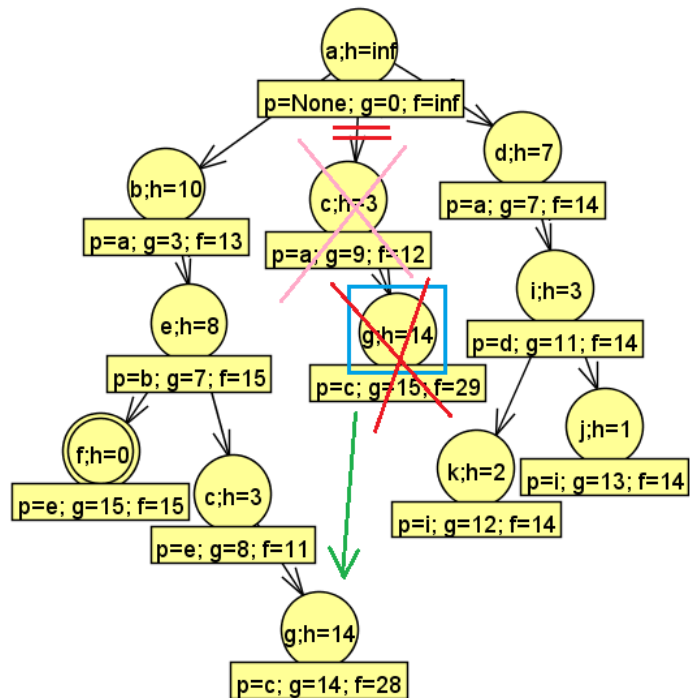 a;h=inf
p=None; g=0; f=inf
b;h=10
p=a; g=3; f=13
c;h=3
p=a; g=9; f=12
d;h=7
p=a; g=7; f=14
e;h=8
p=b; g=7; f=15
g;h=14
p=c; g=15; f=29
i;h=3
p=d; g=11; f=14
f;h=0
p=e; g=15; f=15
c;h=3
p=e; g=8; f=11
k;h=2
p=i; g=12; f=14
j;h=1
p=i; g=13; f=14
g;h=14
p=c; g=14; f=28